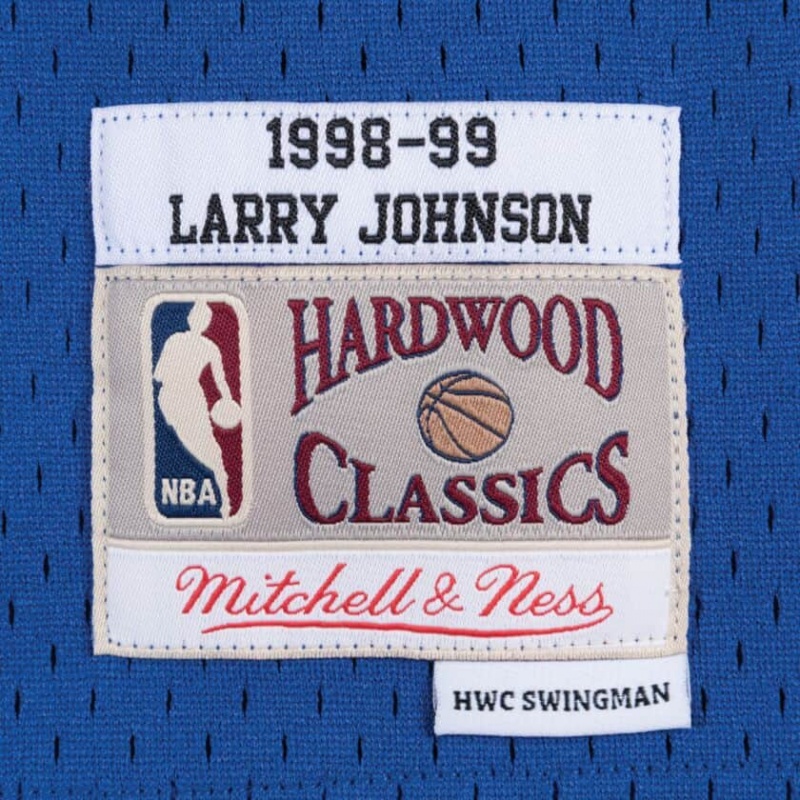 1998-99
LARRY JOHNSON
HARDWOOD
CLASSICS
NBA
Mitchell & Ness
HWC SWINGMAN